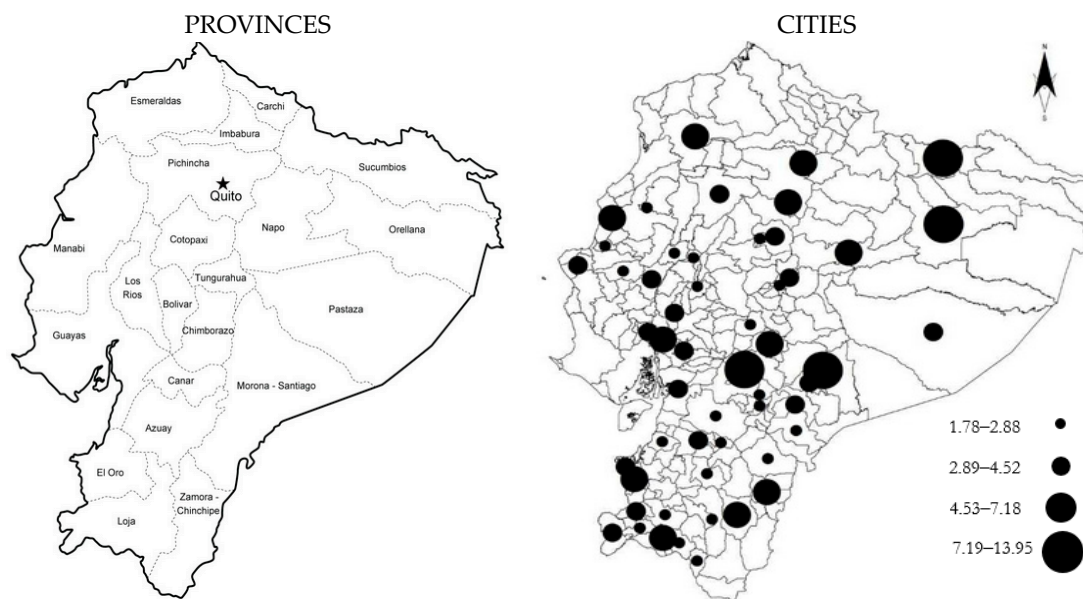 PROVINCES
CITIES
Esmeraldas
Carchi
Imbabura
Pichincha
Sucumbios
Quito
Orellana
Napo
Manabi
Cotopaxi
Los
Rios
Tungurahua
Bolivar
Pastaza
Guayas
Chimborazo
Canar
Morona - Santiago
Azuay
El Oro
Zamora -
Chinchipe
Loja
N
S
1.78–2.88
2.89–4.52
4.53–7.18
7.19–13.95